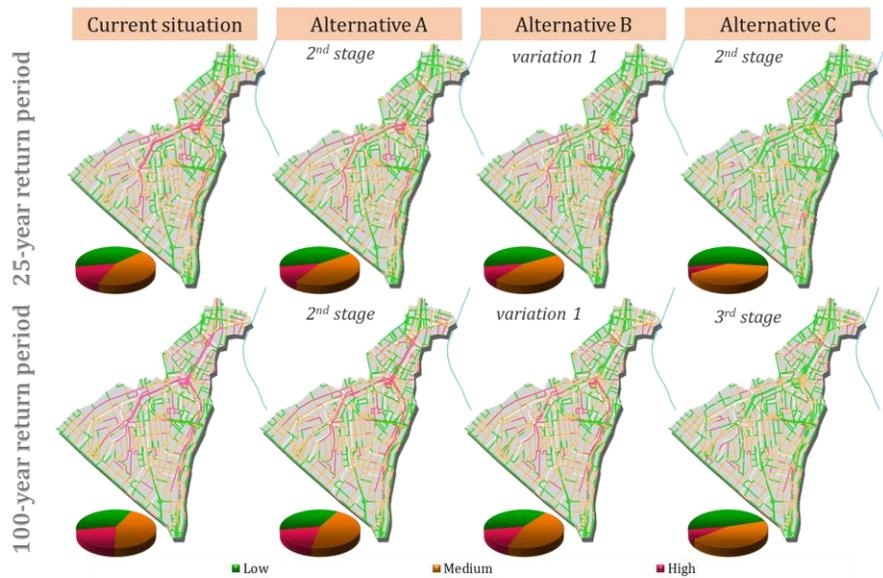 Current situation
Alternative A
Alternative B
Alternative C
25-year return period
2nd stage
variation 1
2nd stage
100-year return period
2nd stage
variation 1
3rd stage
Low
Medium
High